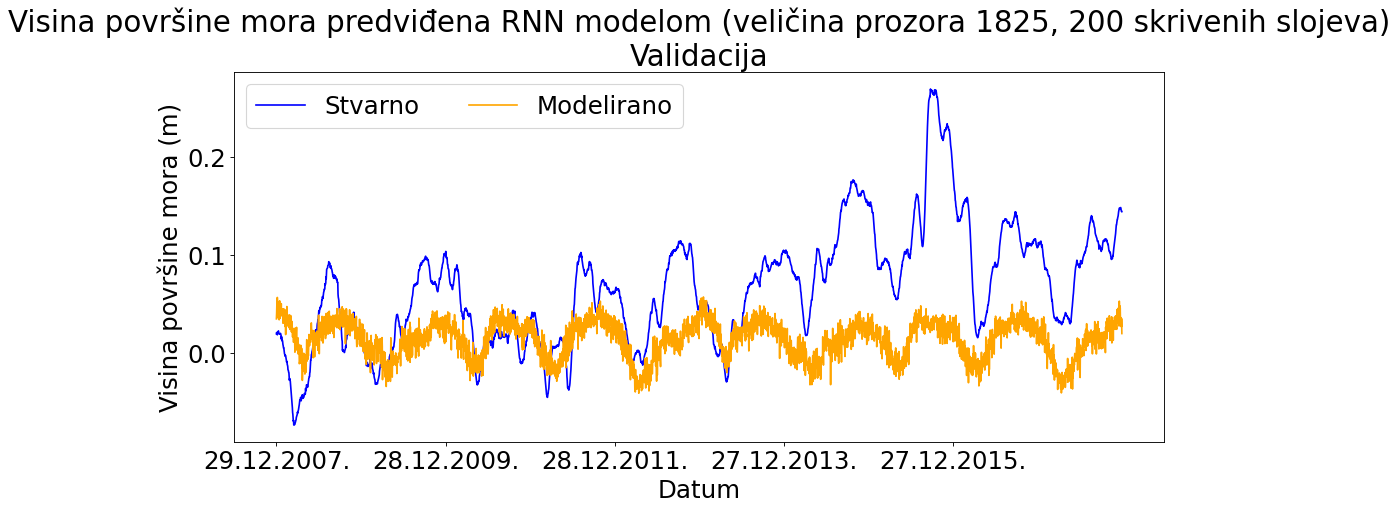 Visina površine mora predviđena RNN modelom (veličina prozora 1825, 200 skrivenih slojeva)
Validacija
Stvarno Modelirano
Visina površine mora (m)
0.2
0.1
0.0
29.12.2007. 28.12.2009. 28.12.2011. 27.12.2013. 27.12.2015.
Datum